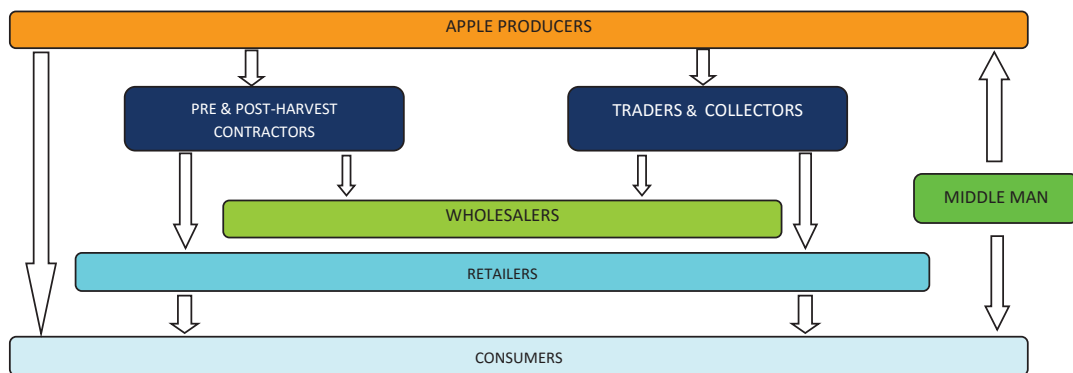 APPLE PRODUCERS
PRE & POST-HARVEST
CONTRACTORS
TRADERS & COLLECTORS
MIDDLE MAN
WHOLESALERS
RETAILERS
CONSUMERS